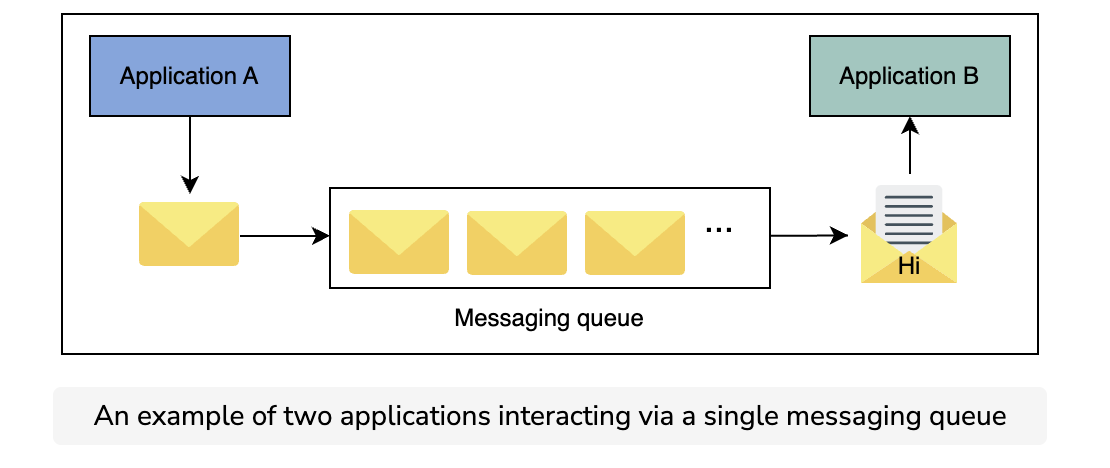 Application A
Application B
...
Hi
Messaging queue
An example of two applications interacting via a single messaging queue